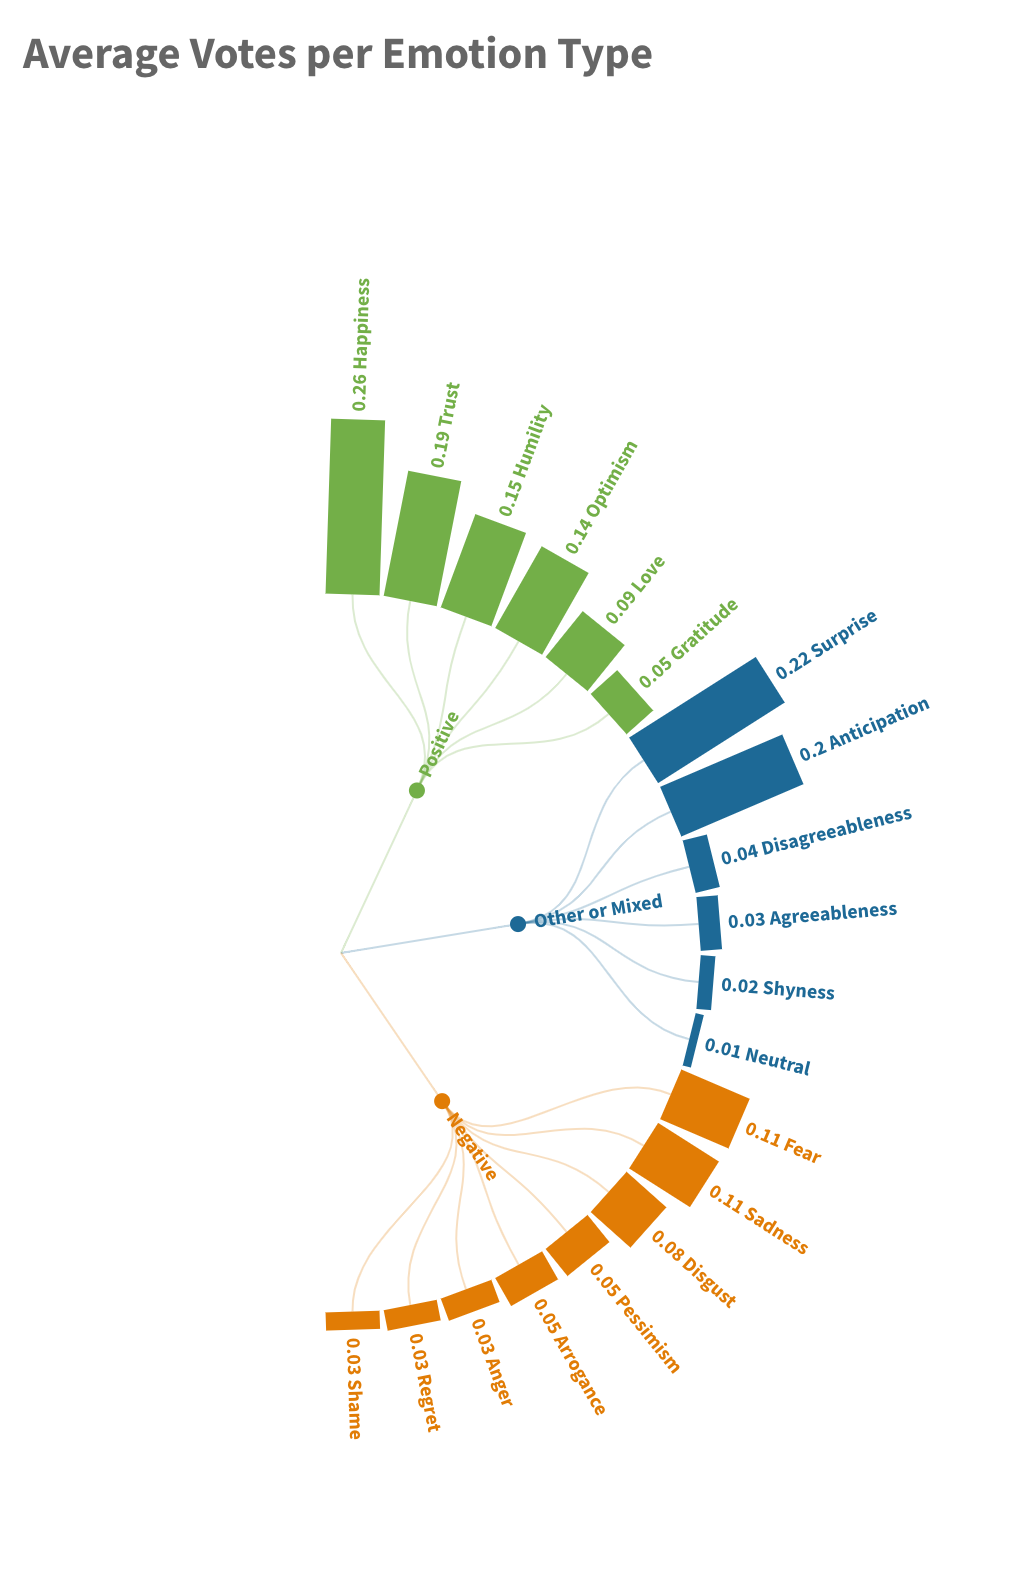 Average Votes per Emotion Type
0.26 Happiness
0.19 Trust
0.15 Humility
0.14 Optimism
0.09 Love
0.05 Gratitude
Positive
0.22 Surprise
0.2 Anticipation
0.04 Disagreeableness
0.03 Agreeableness
Other or Mixed
0.02 Shyness
0.01 Neutral
Negative
0.11 Fear
0.11 Sadness
0.08 Disgust
0.05 Pessimism
0.05 Arrogance
0.03 Anger
0.03 Regret
0.03 Shame